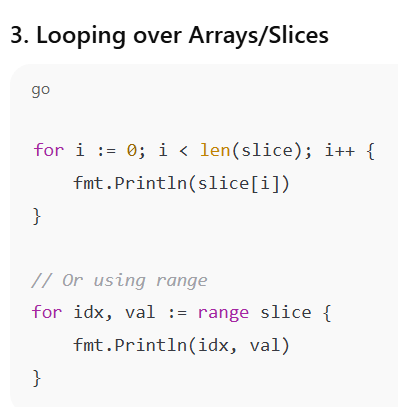 3. Looping over Arrays/Slices
go
for i := 0; i < len(slice); i++ {
    fmt.Println(slice[i])
}
// Or using range
for idx, val := range slice {
    fmt.Println(idx, val)
}